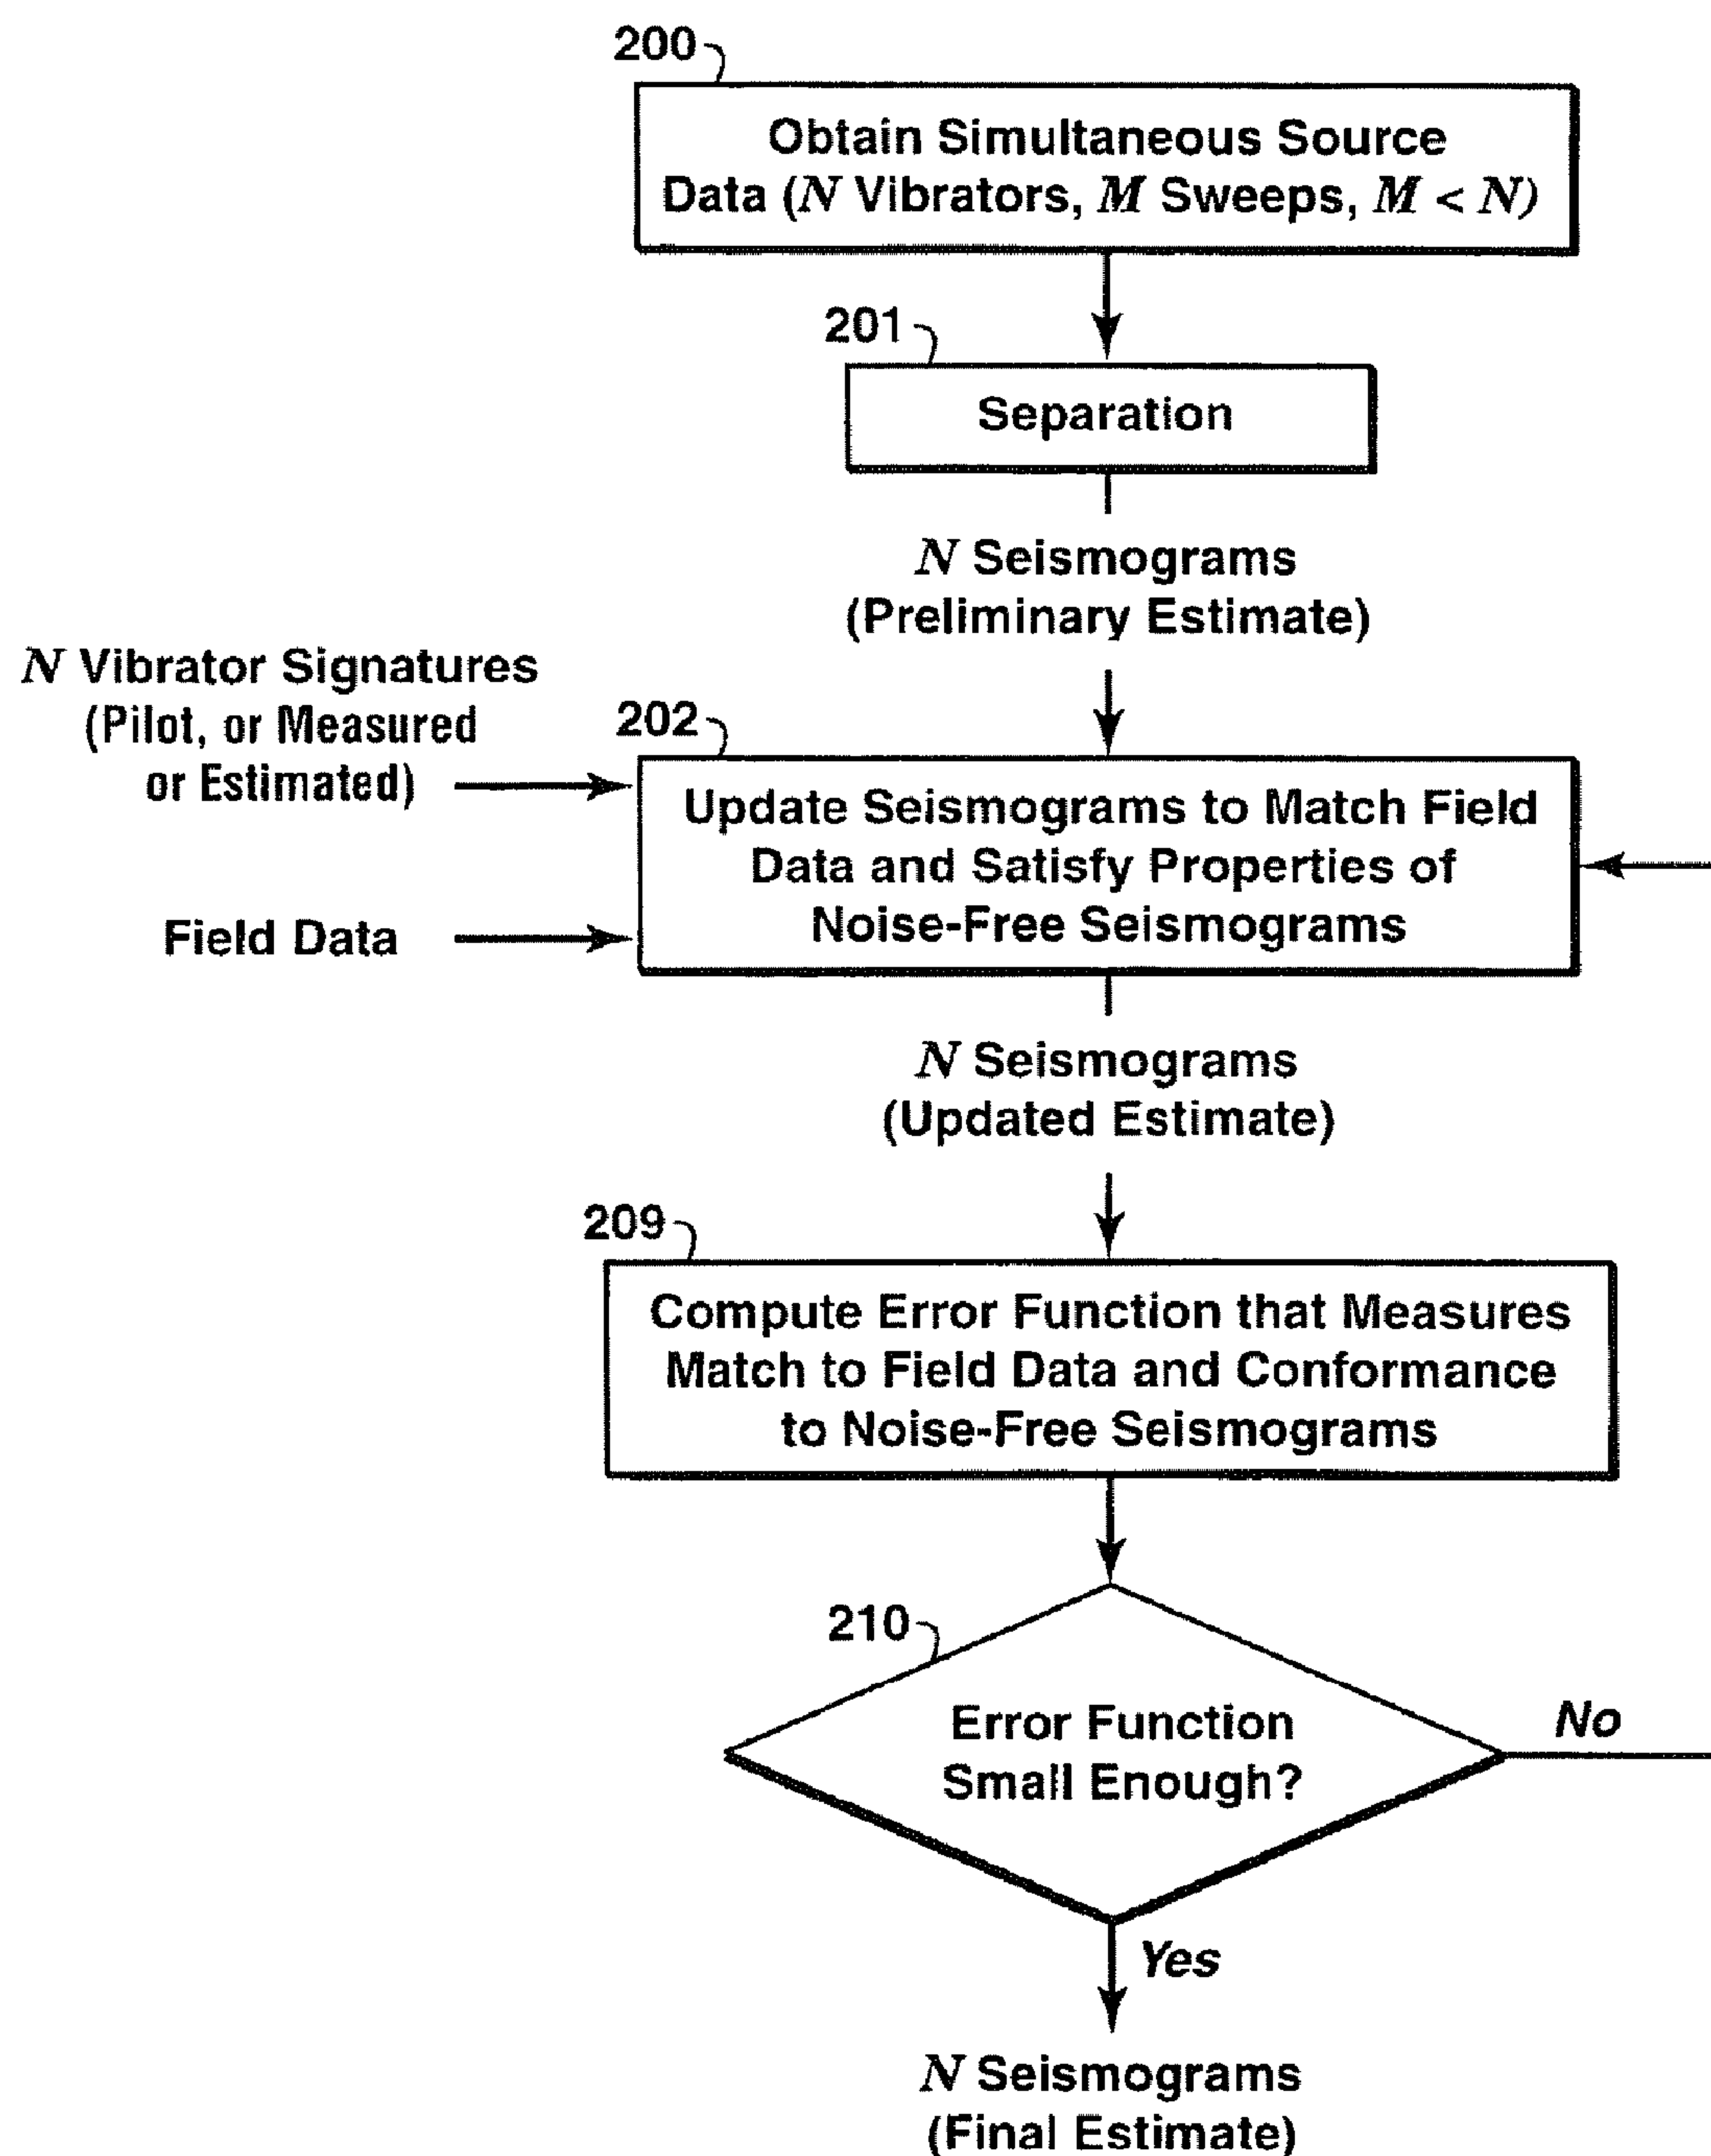 200
Obtain Simultaneous Source
Data (N Vibrators, M Sweeps, M < N)
201
Separation
N Seismograms
(Preliminary Estimate)
N Vibrator Signatures
(Pilot, or Measured
or Estimated)
202
Update Seismograms to Match Field
Data and Satisfy Properties of
Noise-Free Seismograms
Field Data
N Seismograms
(Updated Estimate)
209
Compute Error Function that Measures
Match to Field Data and Conformance
to Noise-Free Seismograms
210
Error Function
Small Enough?
No
Yes
N Seismograms
(Final Estimate)